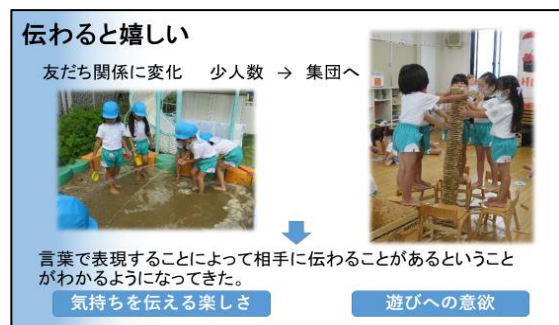 伝わると嬉しい
友だち関係に変化 少人数 → 集団へ
言葉で表現することによって相手に伝わることがあるということ
がわかるようになってきた。
気持ちを伝える楽しさ
遊びへの意欲